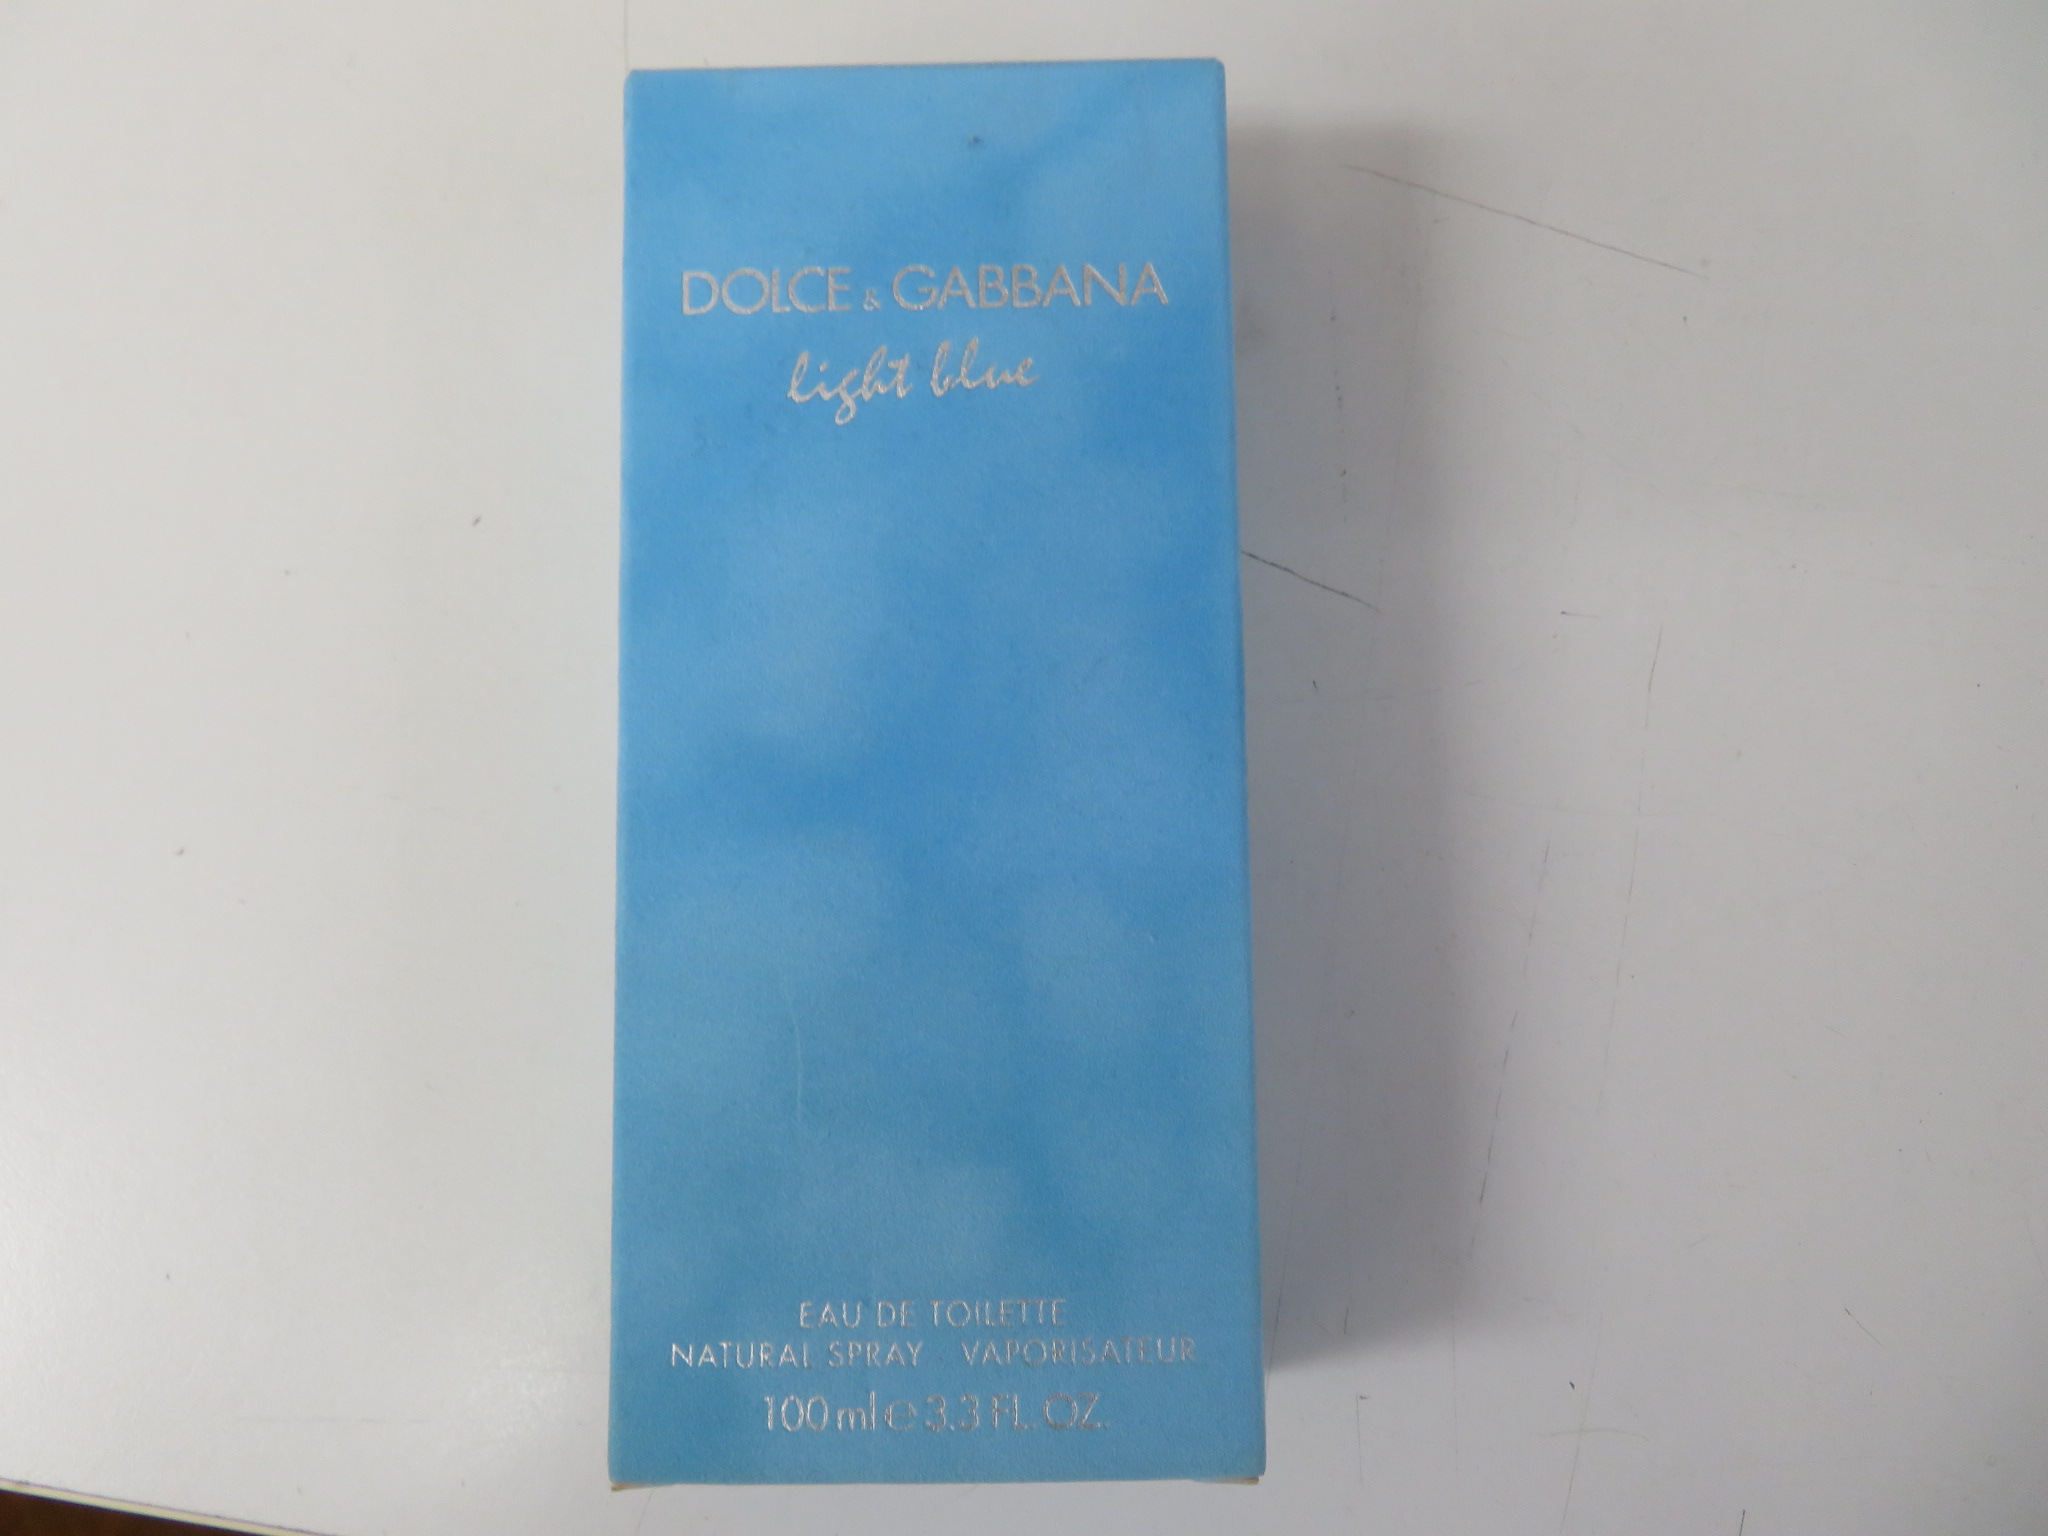 DOLCE & GABBANA
light blue
EAU DE TOILETTE
NATURAL SPRAY VAPORISATEUR
100 ml e 3.3 FL. OZ.